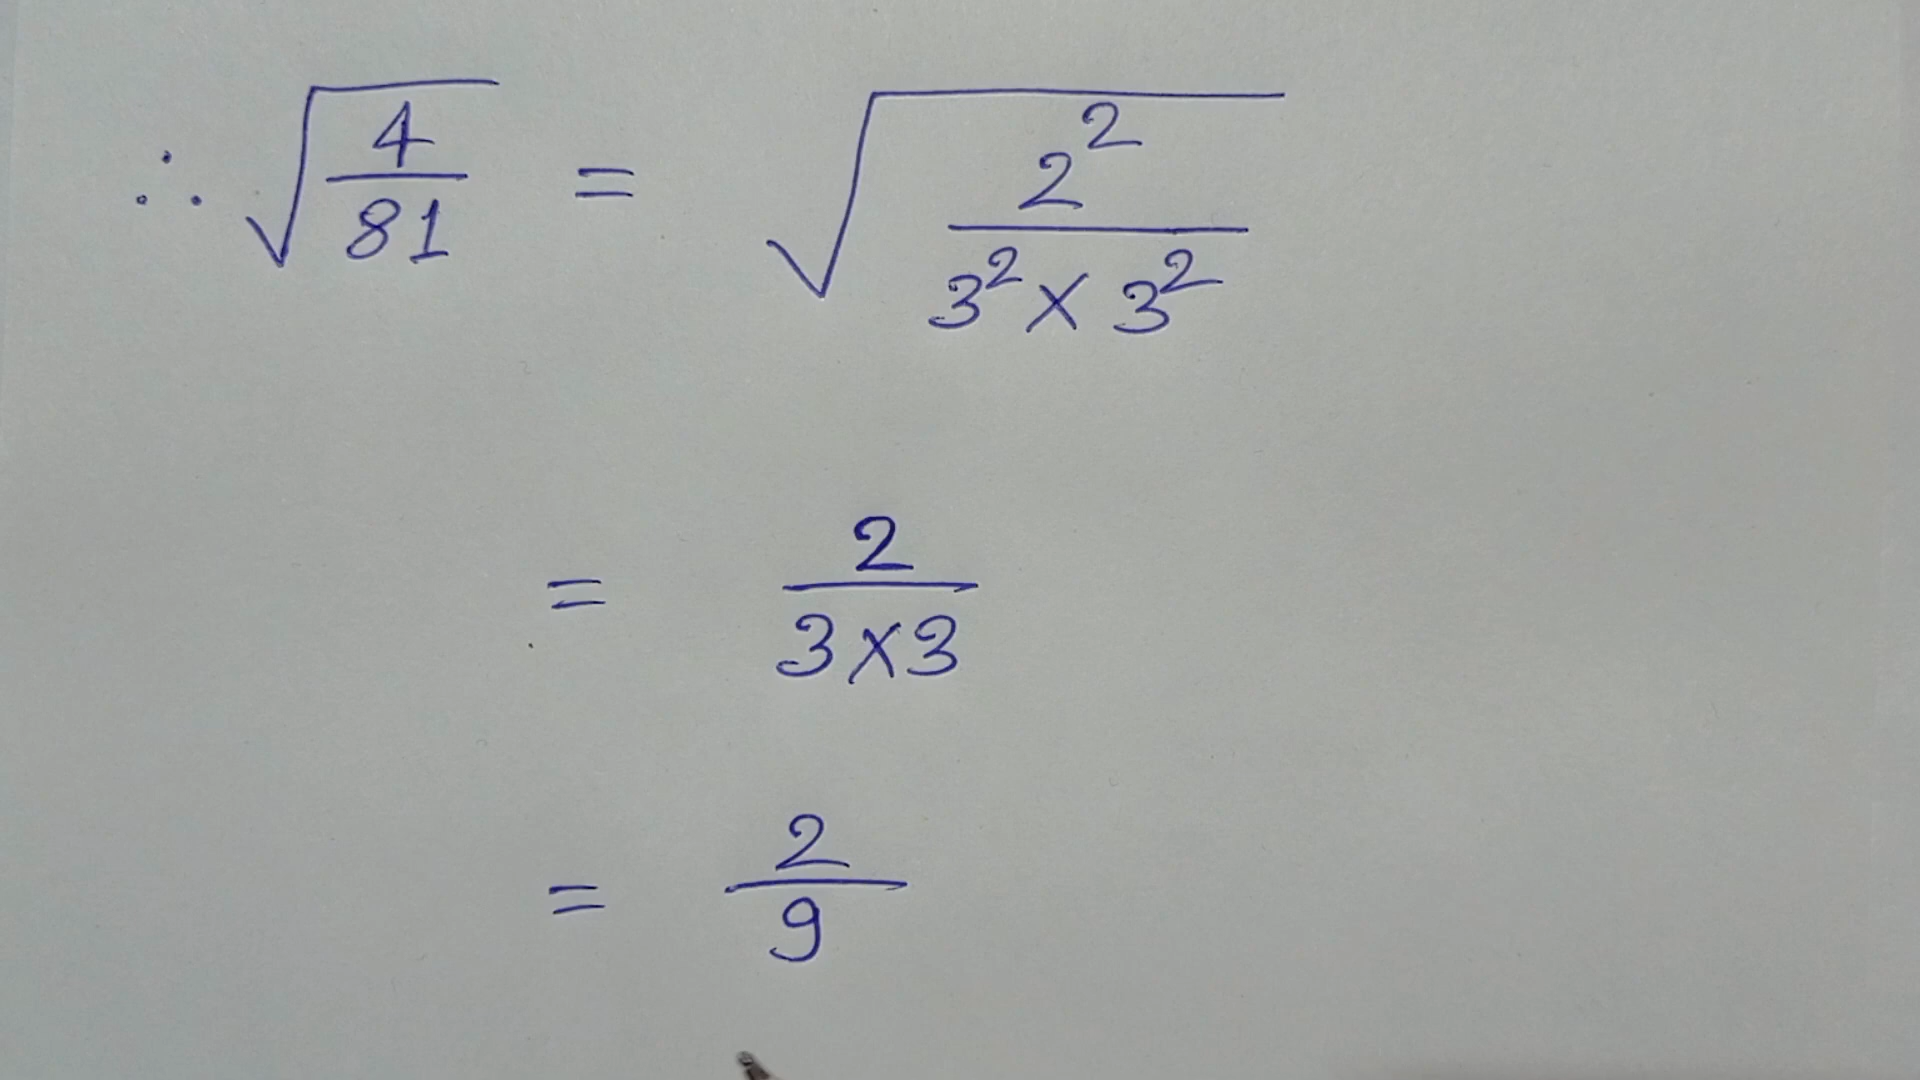 ∴ √(4/81) = √(2²/(3² × 3²))
= 2/(3×3)
= 2/9